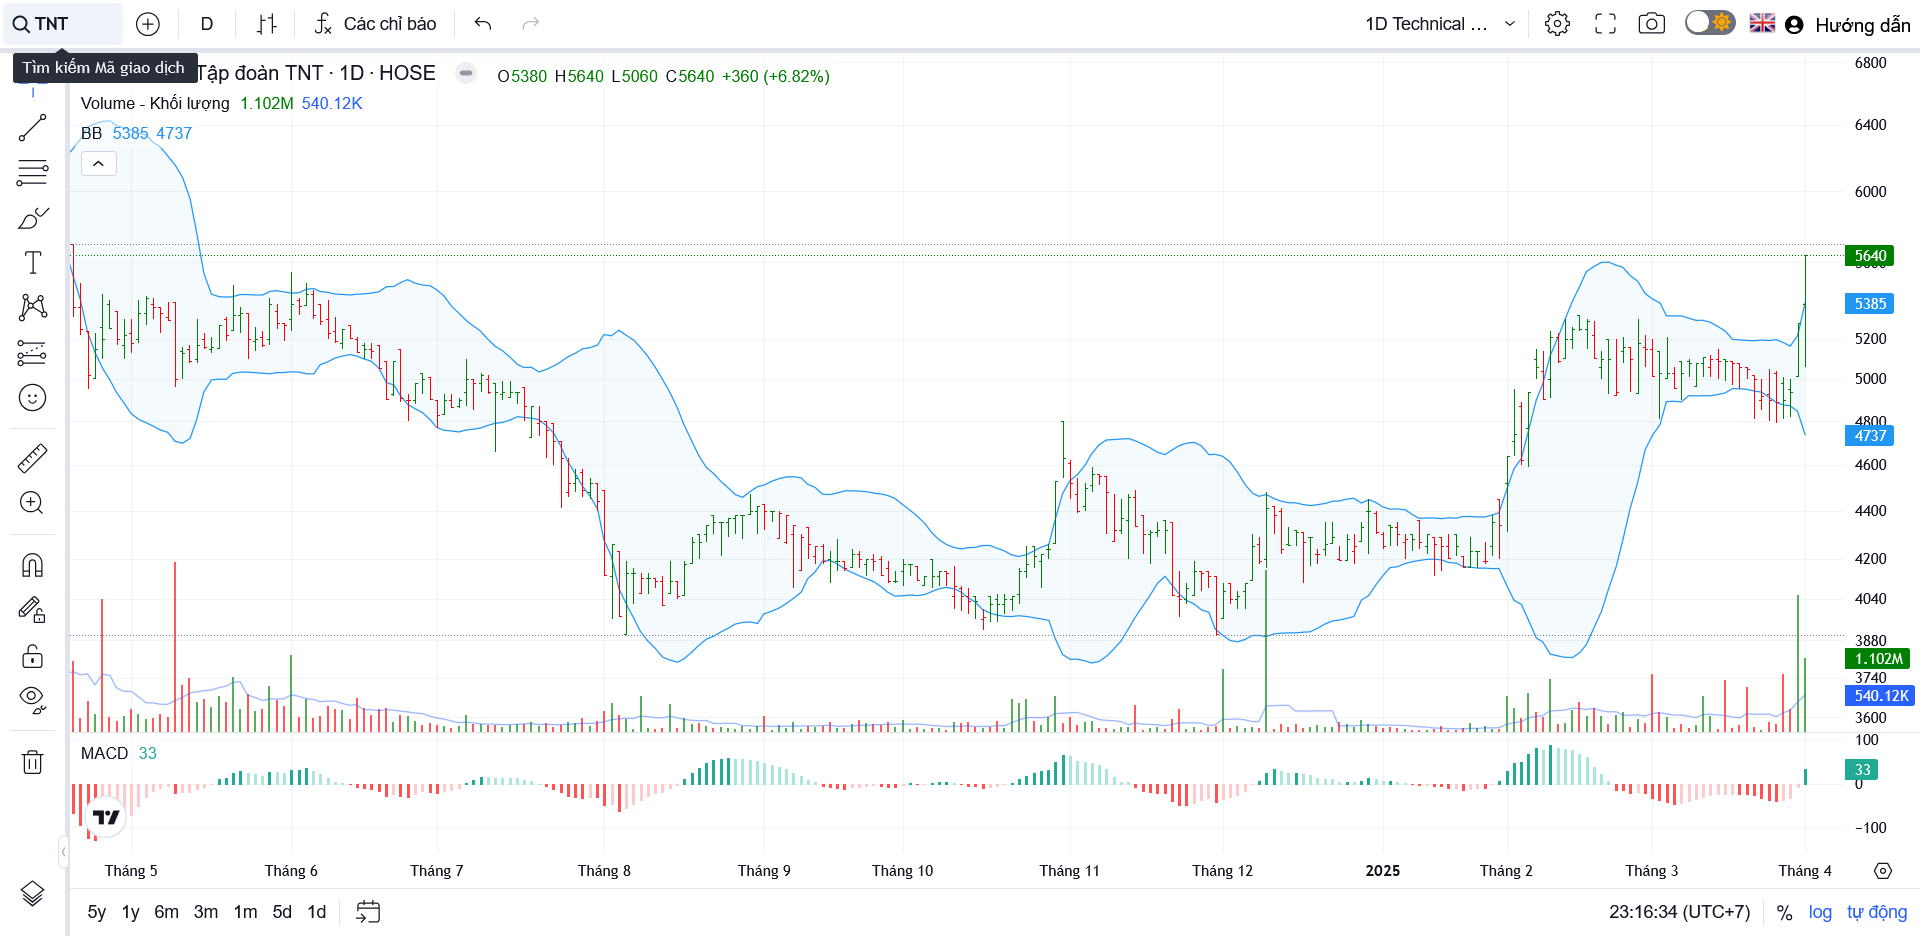 TNT
D
Các chỉ báo
1D Technical ...
Hướng dẫn
Tìm kiếm Mã giao dịch
Tập đoàn TNT · 1D · HOSE
O5380 H5640 L5060 C5640 +360 (+6.82%)
Volume - Khối lượng 1.102M 540.12K
BB 5385 4737
6800
6400
6000
5640
5385
5200
5000
4800
4737
4600
4400
4200
4040
3880
1.102M
3740
540.12K
3600
MACD 33
100
33
0
−100
Tháng 5 Tháng 6 Tháng 7 Tháng 8 Tháng 9 Tháng 10 Tháng 11 Tháng 12 2025 Tháng 2 Tháng 3 Tháng 4
5y 1y 6m 3m 1m 5d 1d
23:16:34 (UTC+7) % log tự động